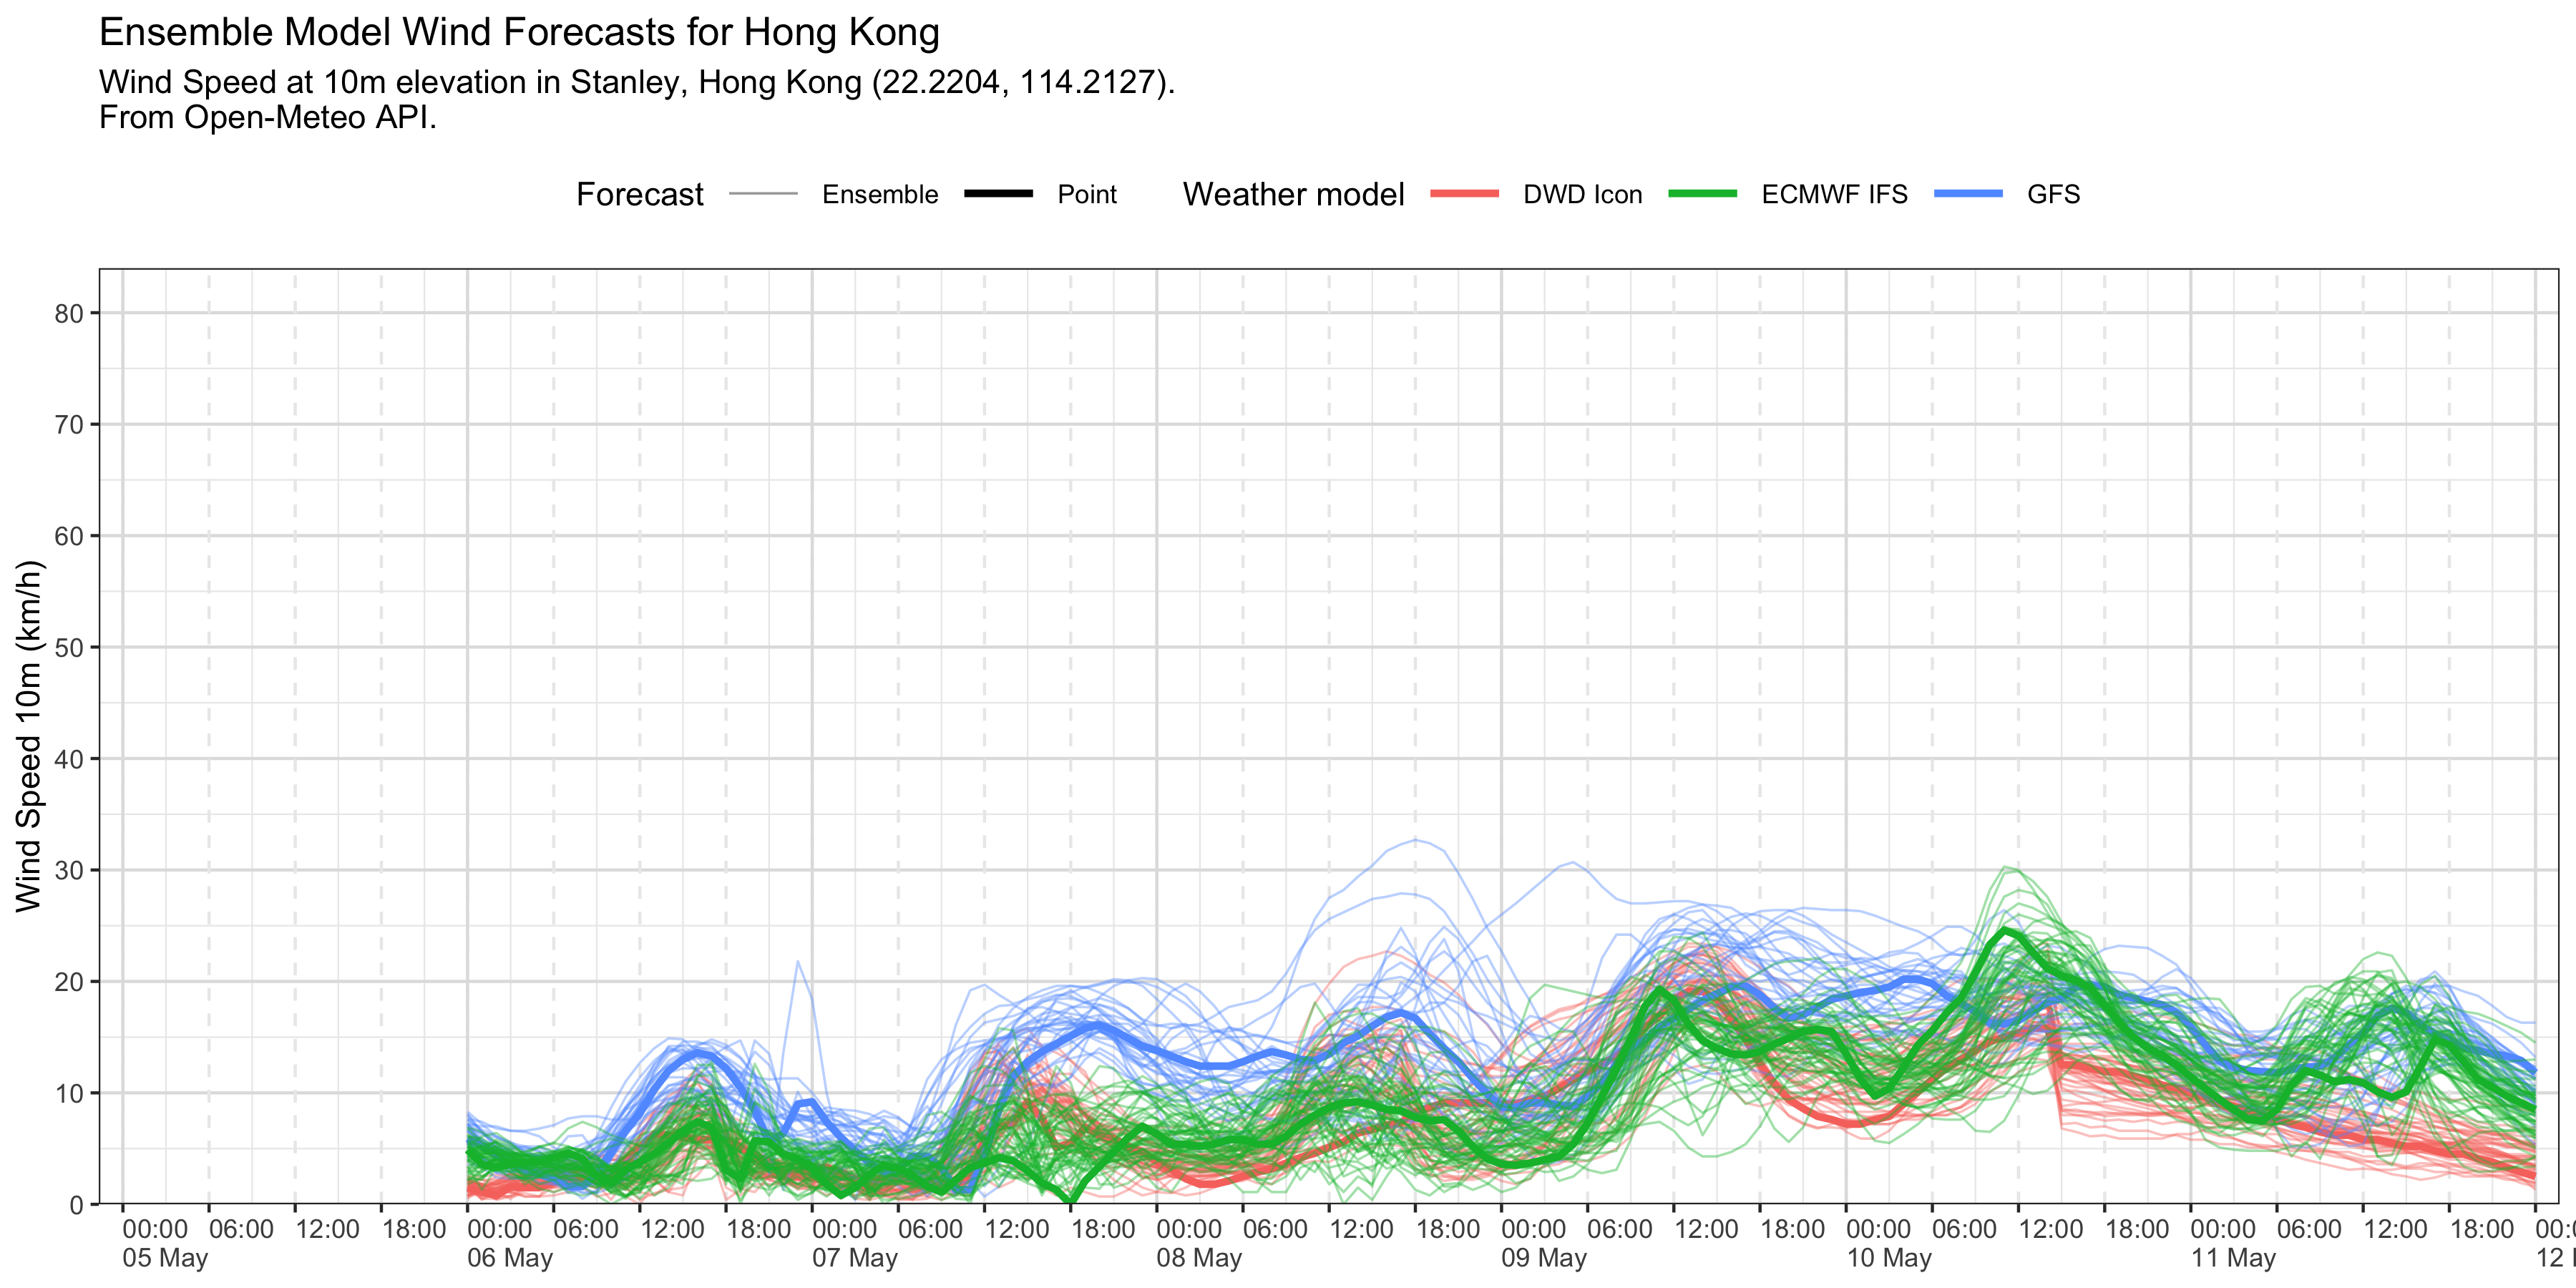 Ensemble Model Wind Forecasts for Hong Kong
Wind Speed at 10m elevation in Stanley, Hong Kong (22.2204, 114.2127).
From Open-Meteo API.
Forecast Ensemble Point Weather model DWD Icon ECMWF IFS GFS
Wind Speed 10m (km/h)
80
70
60
50
40
30
20
10
0
00:00 06:00 12:00 18:00 00:00 06:00 12:00 18:00 00:00 06:00 12:00 18:00 00:00 06:00 12:00 18:00 00:00 06:00 12:00 18:00 00:00 06:00 12:00 18:00 00:00 06:00 12:00 18:00 00:0
05 May 06 May 07 May 08 May 09 May 10 May 11 May 12